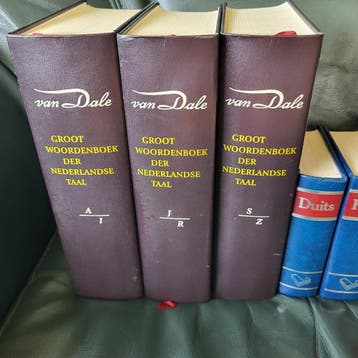 van Dale
GROOT
WOORDENBOEK
DER
NEDERLANDSE
TAAL
A
I
van Dale
GROOT
WOORDENBOEK
DER
NEDERLANDSE
TAAL
J
R
van Dale
GROOT
WOORDENBOEK
DER
NEDERLANDSE
TAAL
S
Z
Duits